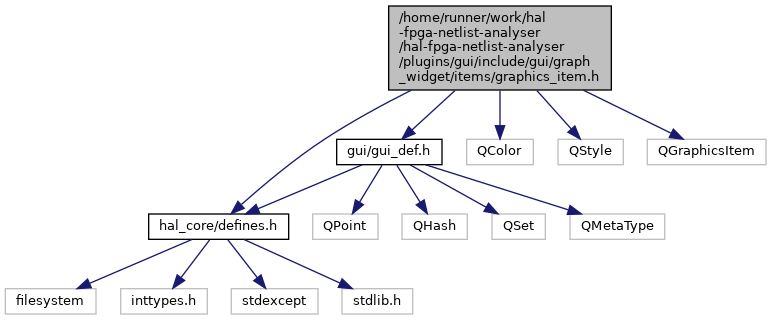 /home/runner/work/hal
-fpga-netlist-analyser
/hal-fpga-netlist-analyser
/plugins/gui/include/gui/graph
_widget/items/graphics_item.h
gui/gui_def.h
QColor
QStyle
QGraphicsItem
hal_core/defines.h
QPoint
QHash
QSet
QMetaType
filesystem
inttypes.h
stdexcept
stdlib.h